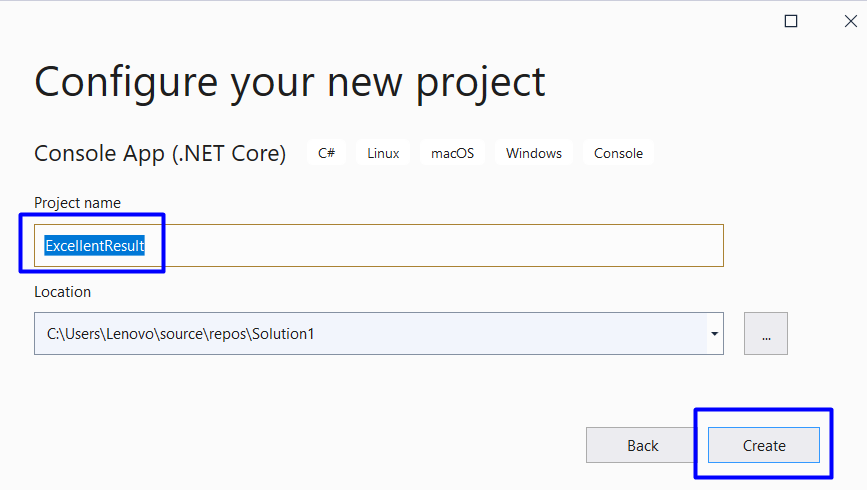 Configure your new project
Console App (.NET Core) C# Linux macOS Windows Console
Project name
ExcellentResult
Location
C:\Users\Lenovo\source\repos\Solution1 ...
Back Create